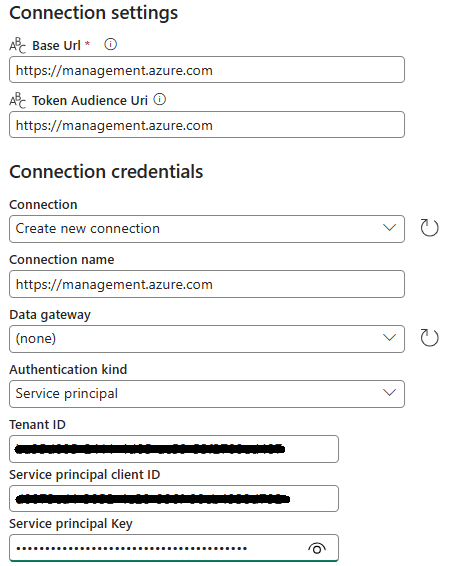 Connection settings
ABC Base Url *
https://management.azure.com
ABC Token Audience Uri
https://management.azure.com
Connection credentials
Connection
Create new connection
Connection name
https://management.azure.com
Data gateway
(none)
Authentication kind
Service principal
Tenant ID
Service principal client ID
Service principal Key
••••••••••••••••••••••••••••••••••••••••